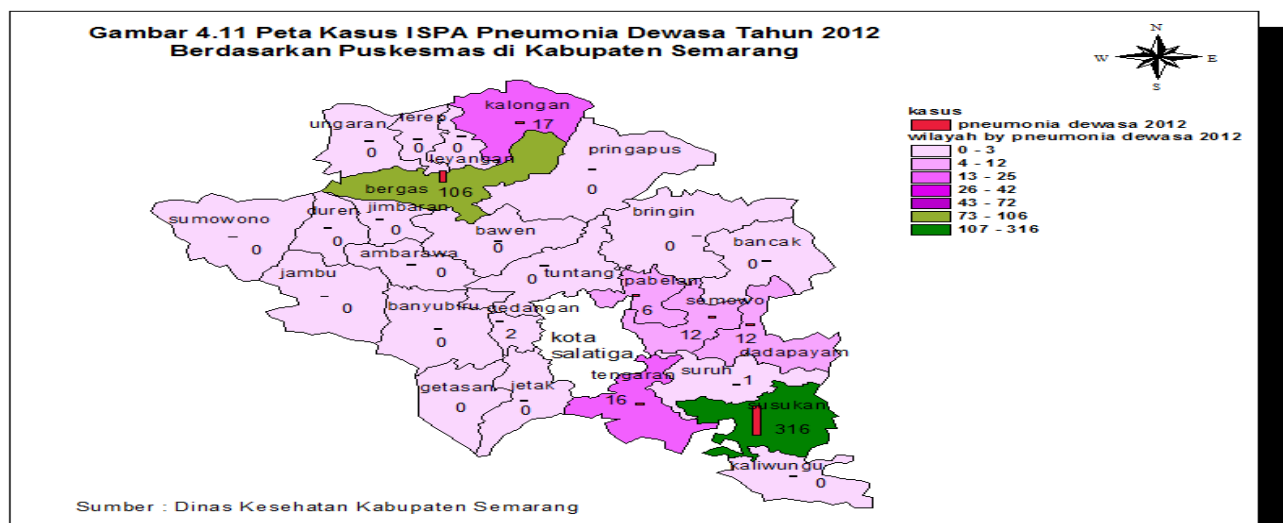 Gambar 4.11 Peta Kasus ISPA Pneumonia Dewasa Tahun 2012
Berdasarkan Puskesmas di Kabupaten Semarang
N
W
E
S
kasus
pneumonia dewasa 2012
wilayah by pneumonia dewasa 2012
0 - 3
4 - 12
13 - 25
26 - 42
43 - 72
73 - 106
107 - 316
kalongan
17
ungaran
0
lerep
0
0
leyangan
pringapus
0
bergas
106
sumowono
0
duren
0
jimbaran
0
bawen
0
bringin
0
bancak
0
ambarawa
0
jambu
0
tuntang
0
pabelan
6
banyubiru
0
gedangan
2
semowo
12
12
dadapayam
kota
salatiga
tengaran
16
suruh
1
getasan
0
jetak
0
susukan
316
kaliwungu
0
Sumber : Dinas Kesehatan Kabupaten Semarang